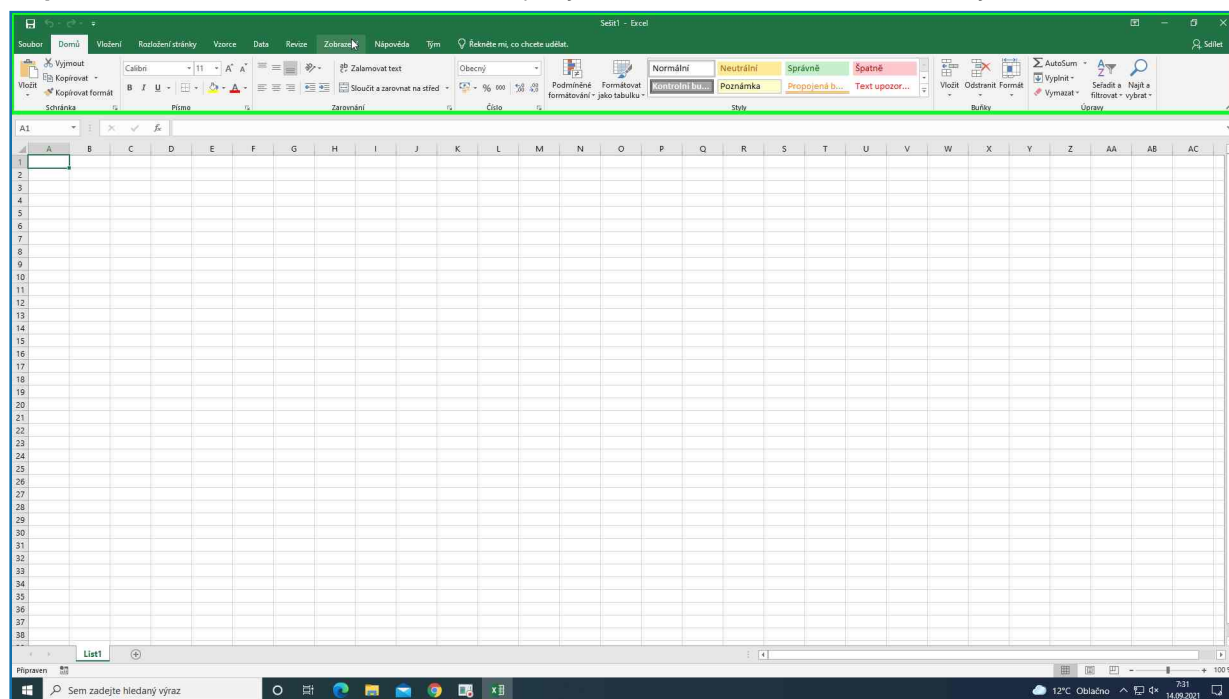 Sešit1 - Excel
Soubor Domů Vložení Rozložení stránky Vzorce Data Revize Zobrazení Nápověda Tým Řekněte mi, co chcete udělat. Sdílet
Vložit
Vyjmout
Kopírovat
Kopírovat formát
Schránka
Calibri 11
B I U
Písmo
Zalamovat text
Sloučit a zarovnat na střed
Zarovnání
Obecný
% 000
Číslo
Podmíněné formátování
Formátovat jako tabulku
Normální Neutrální Správně Špatně
Kontrolní bu... Poznámka Propojená b... Text upozor...
Styly
Vložit Odstranit Formát
Buňky
AutoSum
Vyplnit
Vymazat
Seřadit a filtrovat
Najít a vybrat
Úpravy
A1 fx
A B C D E F G H I J K L M N O P Q R S T U V W X Y Z AA AB AC
1
2
3
4
5
6
7
8
9
10
11
12
13
14
15
16
17
18
19
20
21
22
23
24
25
26
27
28
29
30
31
32
33
34
35
36
37
38
List1
Připraven 100
Sem zadejte hledaný výraz 12°C Oblačno 7:31
14.09.2021